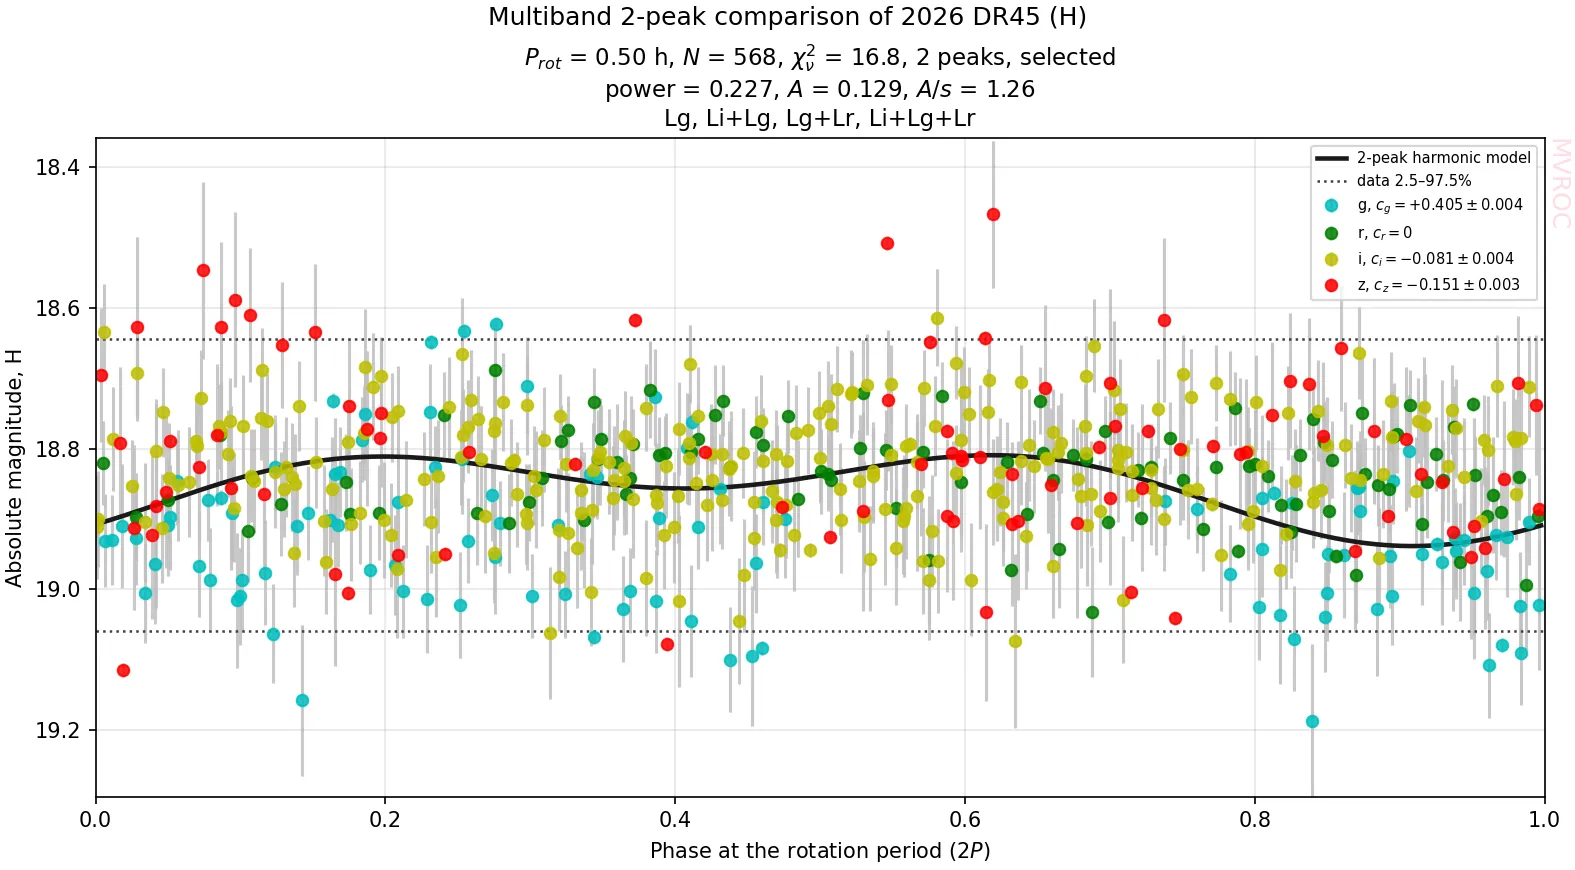 Multiband 2-peak comparison of 2026 DR45 (H)
P_rot = 0.50 h, N = 568, χ²_ν = 16.8, 2 peaks, selected
power = 0.227, A = 0.129, A/s = 1.26
Lg, Li+Lg, Lg+Lr, Li+Lg+Lr
2-peak harmonic model
data 2.5–97.5%
g, c_g = +0.405 ± 0.004
r, c_r = 0
i, c_i = −0.081 ± 0.004
z, c_z = −0.151 ± 0.003
MVROC
Absolute magnitude, H
18.4
18.6
18.8
19.0
19.2
0.0 0.2 0.4 0.6 0.8 1.0
Phase at the rotation period (2P)